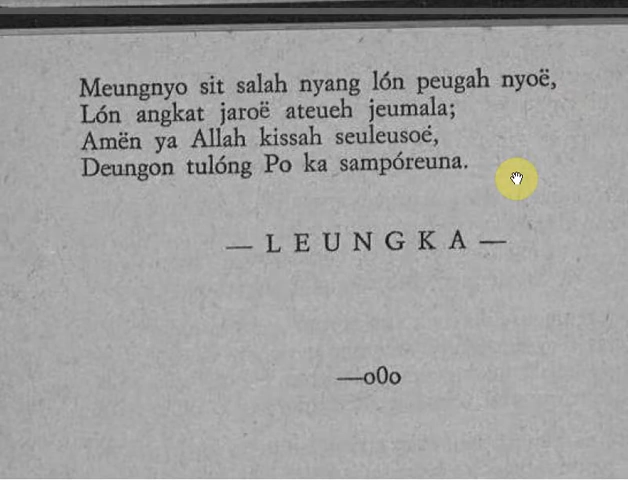 Meungnyo sit salah nyang lón peugah nyoë,
Lón angkat jaroë ateueh jeumala;
Amën ya Allah kissah seuleusoë,
Deungon tulóng Po ka sampóreuna.
— L E U N G K A —
—o0o